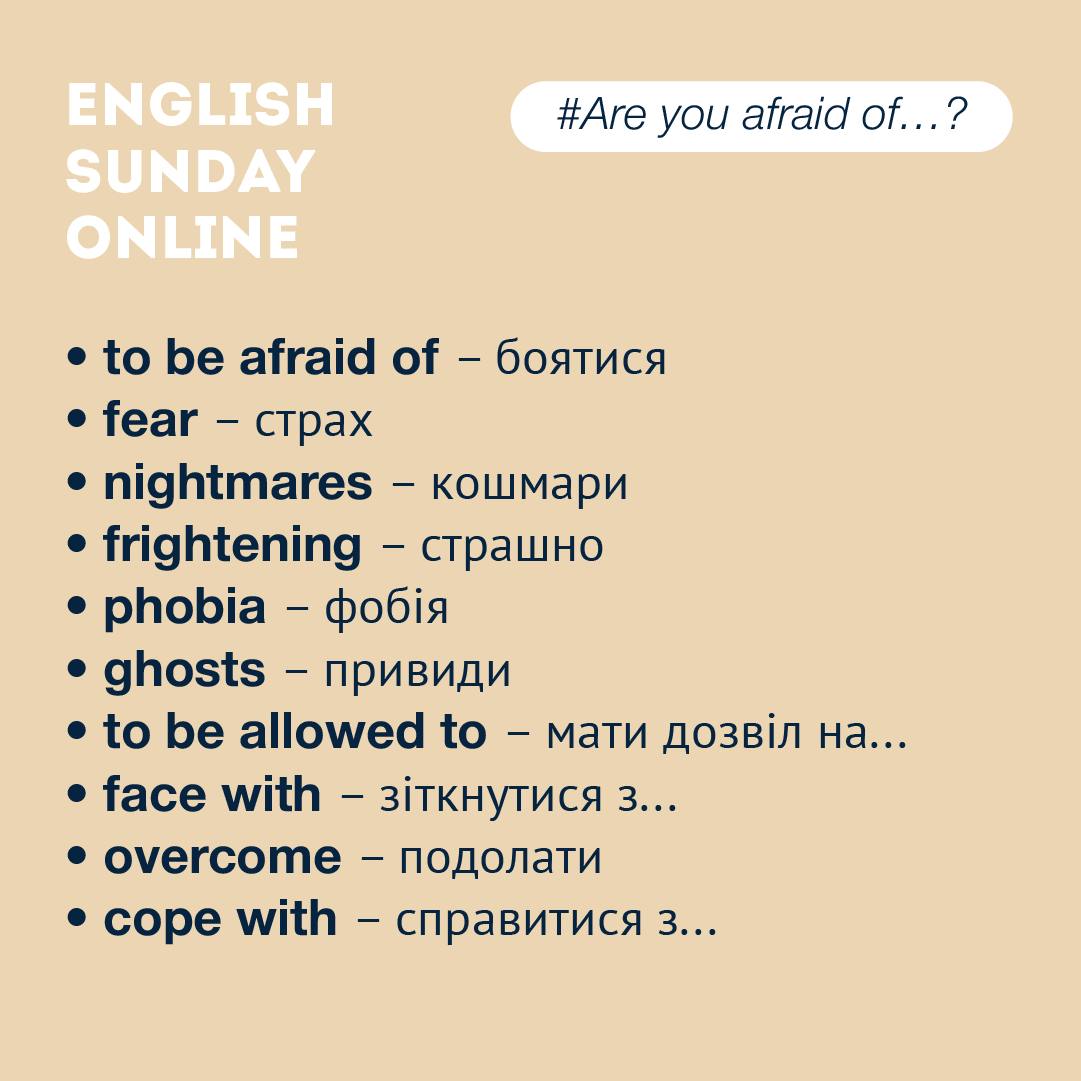 ENGLISH
SUNDAY
ONLINE
#Are you afraid of...?
• to be afraid of – боятися
• fear – страх
• nightmares – кошмари
• frightening – страшно
• phobia – фобія
• ghosts – привиди
• to be allowed to – мати дозвіл на...
• face with – зіткнутися з...
• overcome – подолати
• cope with – справитися з...